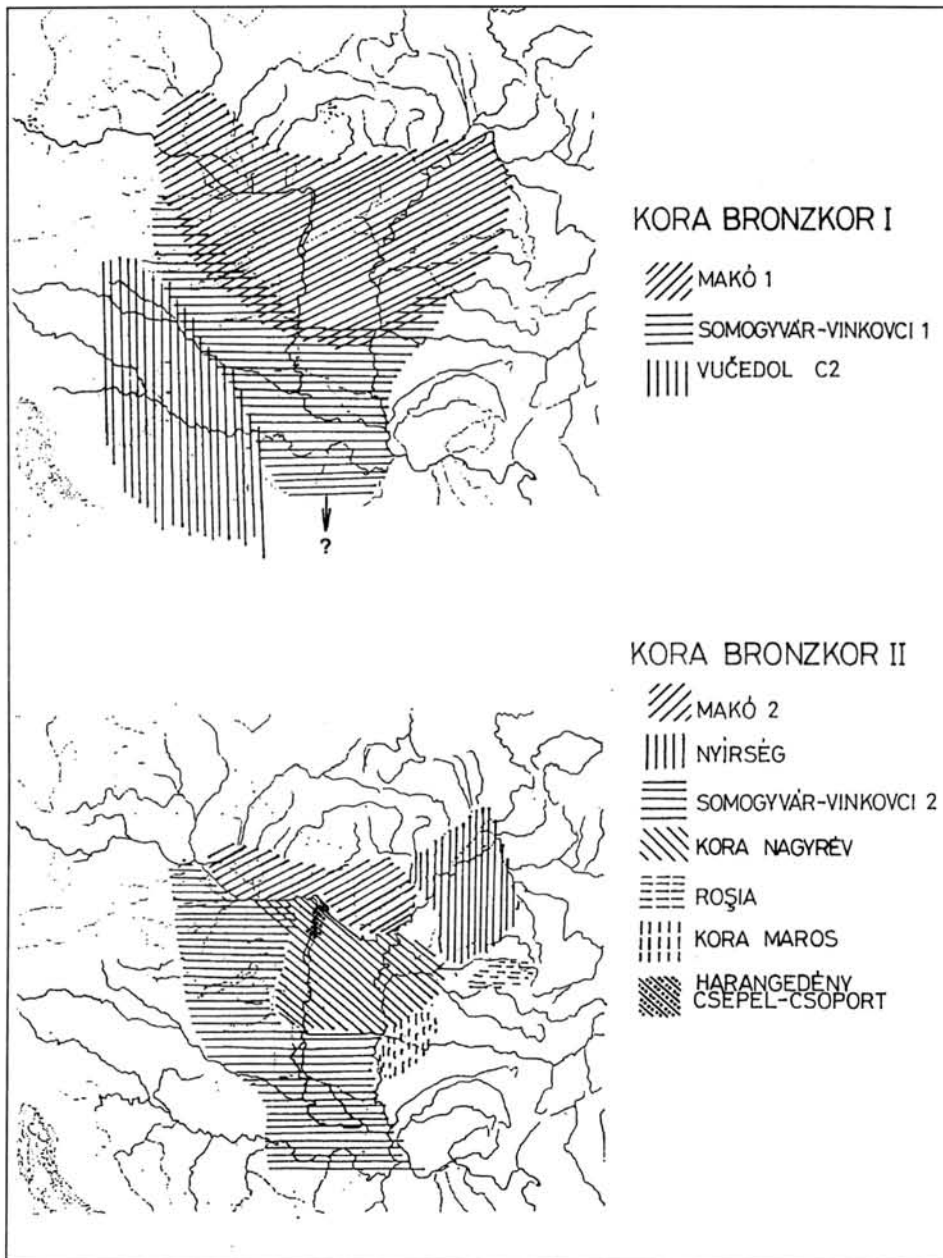 KORA BRONZKOR I
MAKÓ 1
SOMOGYVÁR-VINKOVCI 1
VUČEDOL C2
?
KORA BRONZKOR II
MAKÓ 2
NYÍRSÉG
SOMOGYVÁR-VINKOVCI 2
KORA NAGYRÉV
ROŞIA
KORA MAROS
HARANGEDÉNY
CSEPEL-CSOPORT